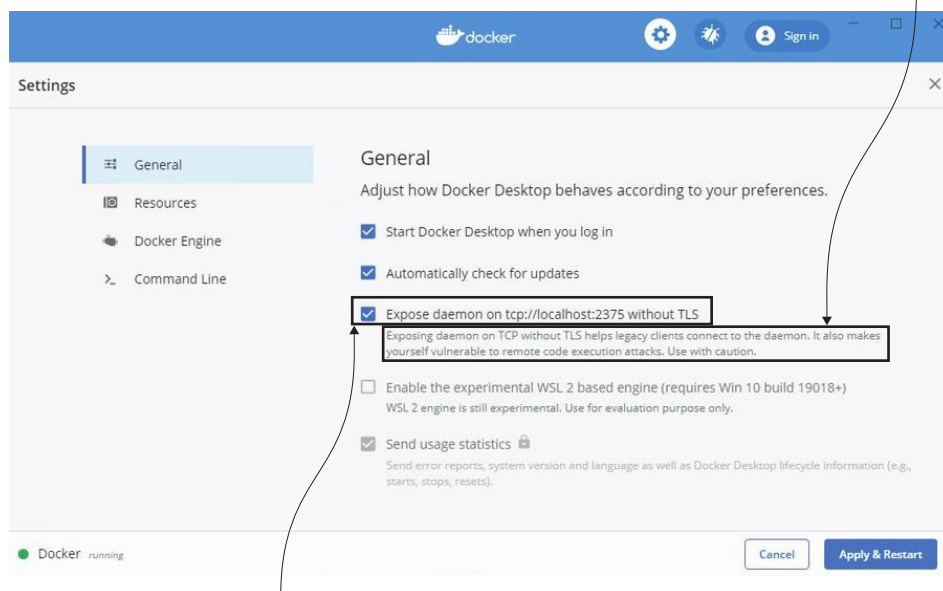 docker
Sign in
Settings
General
Resources
Docker Engine
Command Line
General
Adjust how Docker Desktop behaves according to your preferences.
Start Docker Desktop when you log in
Automatically check for updates
Expose daemon on tcp://localhost:2375 without TLS
Exposing daemon on TCP without TLS helps legacy clients connect to the daemon. It also makes
yourself vulnerable to remote code execution attacks. Use with caution.
Enable the experimental WSL 2 based engine (requires Win 10 build 19018+)
WSL 2 engine is still experimental. Use for evaluation purpose only.
Send usage statistics
Send error reports, system version and language as well as Docker Desktop lifecycle information (e.g.,
starts, stops, resets).
Docker running
Cancel
Apply & Restart